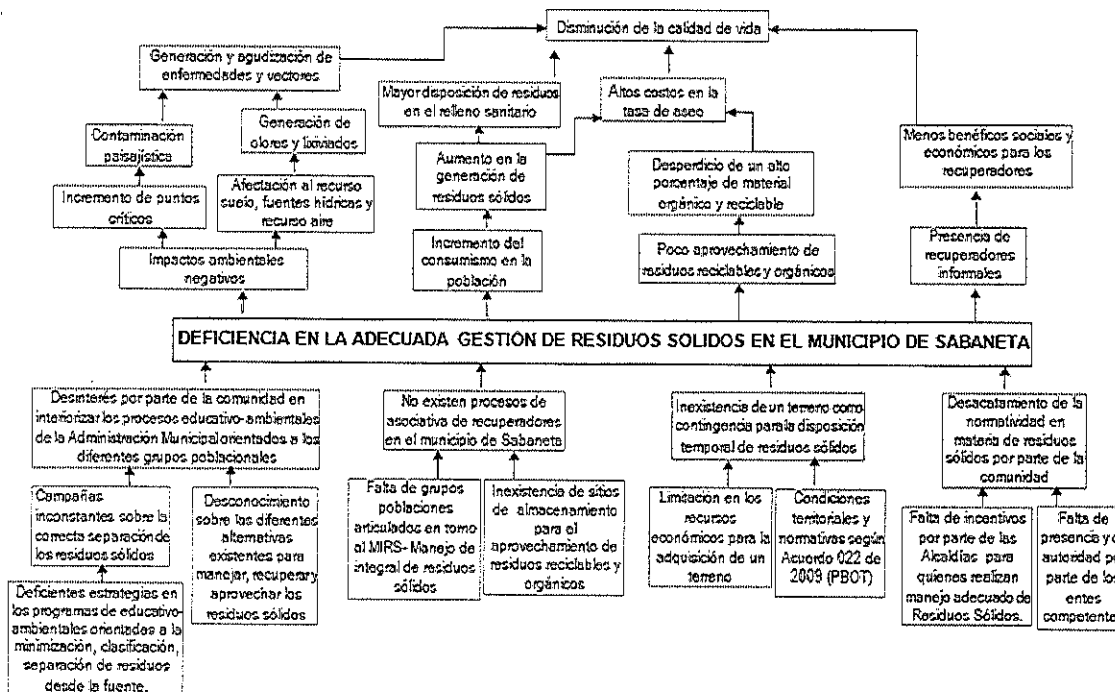 Disminución de la calidad de vida
Generación y agudización de
enfermedades y vectores
Mayor disposición de residuos
en el relleno sanitario
Altos costos en la
tasa de aseo
Contaminación
paisajística
Generación de
olores y lixiviados
Aumento en la
generación de
residuos sólidos
Desperdicio de un alto
porcentaje de material
orgánico y reciclable
Menos benéficos sociales y
económicos para los
recuperadores
Incremento de puntos
críticos
Afectación al recurso
suelo, fuentes hídricas y
recurso aire
Impactos ambientales
negativos
Incremento del
consumismo en la
población
Poco aprovechamiento de
residuos reciclables y orgánicos
Presencia de
recuperadores
informales
DEFICIENCIA EN LA ADECUADA GESTIÓN DE RESIDUOS SOLIDOS EN EL MUNICIPIO DE SABANETA
Desinterés por parte de la comunidad en
interiorizar los procesos educativo-ambientales
de la Administración Municipal orientados a los
diferentes grupos poblacionales
No existen procesos de
asociativa de recuperadores
en el municipio de Sabaneta
Inexistencia de un terreno como
contingencia para la disposición
temporal de residuos sólidos
Desacatamiento de la
normatividad en
materia de residuos
sólidos por parte de la
comunidad
Campañas
inconstantes sobre la
correcta separación de
los residuos sólidos
Desconocimiento
sobre las diferentes
alternativas
existentes para
manejar, recuperar y
aprovechar los
residuos sólidos
Falta de grupos
poblaciones
articulados en torno
al MIRS- Manejo de
integral de residuos
sólidos
Inexistencia de sitios
de almacenamiento
para el
aprovechamiento de
residuos reciclables y
orgánicos
Limitación en los
recursos
económicos para la
adquisición de un
terreno
Condiciones
territoriales y
normativas según
Acuerdo 022 de
2009 (PBOT)
Falta de incentivos
por parte de las
Alcaldías para
quienes realizan
manejo adecuado de
Residuos Sólidos.
Falta de
presencia y
autoridad
parte de los
entes
Deficientes estrategias en
los programas de educativo-
ambientales orientados a la
minimización, clasificación,
separación de residuos
desde la fuente.